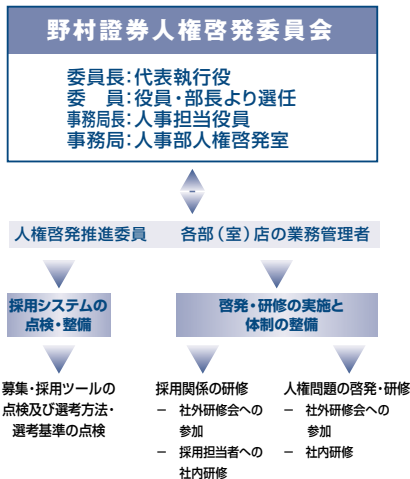 野村證券人権啓発委員会
委員長:代表執行役
委　員:役員・部長より選任
事務局長:人事担当役員
事務局:人事部人権啓発室
人権啓発推進委員　各部(室)店の業務管理者
採用システムの
点検・整備
啓発・研修の実施と
体制の整備
募集・採用ツールの
点検及び選考方法・
選考基準の点検
採用関係の研修
－ 社外研修会への
参加
－ 採用担当者への
社内研修
人権問題の啓発・研修
－ 社外研修会への
参加
－ 社内研修